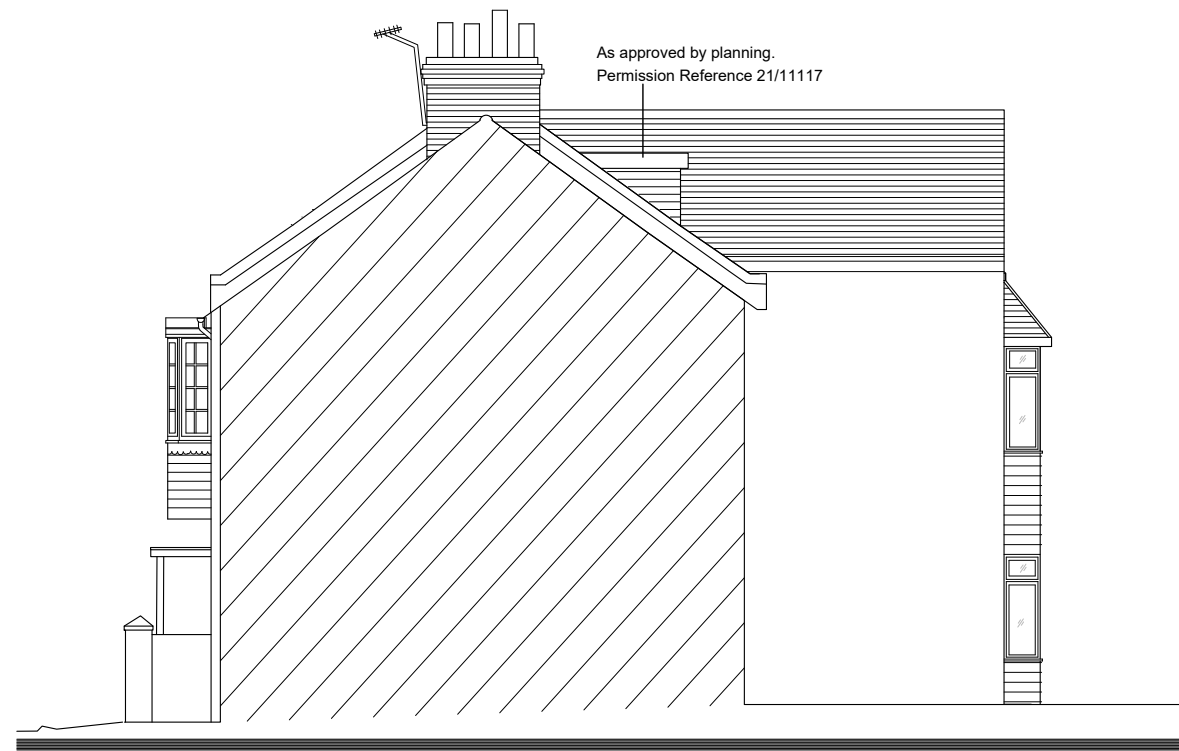 As approved by planning.
Permission Reference 21/11117